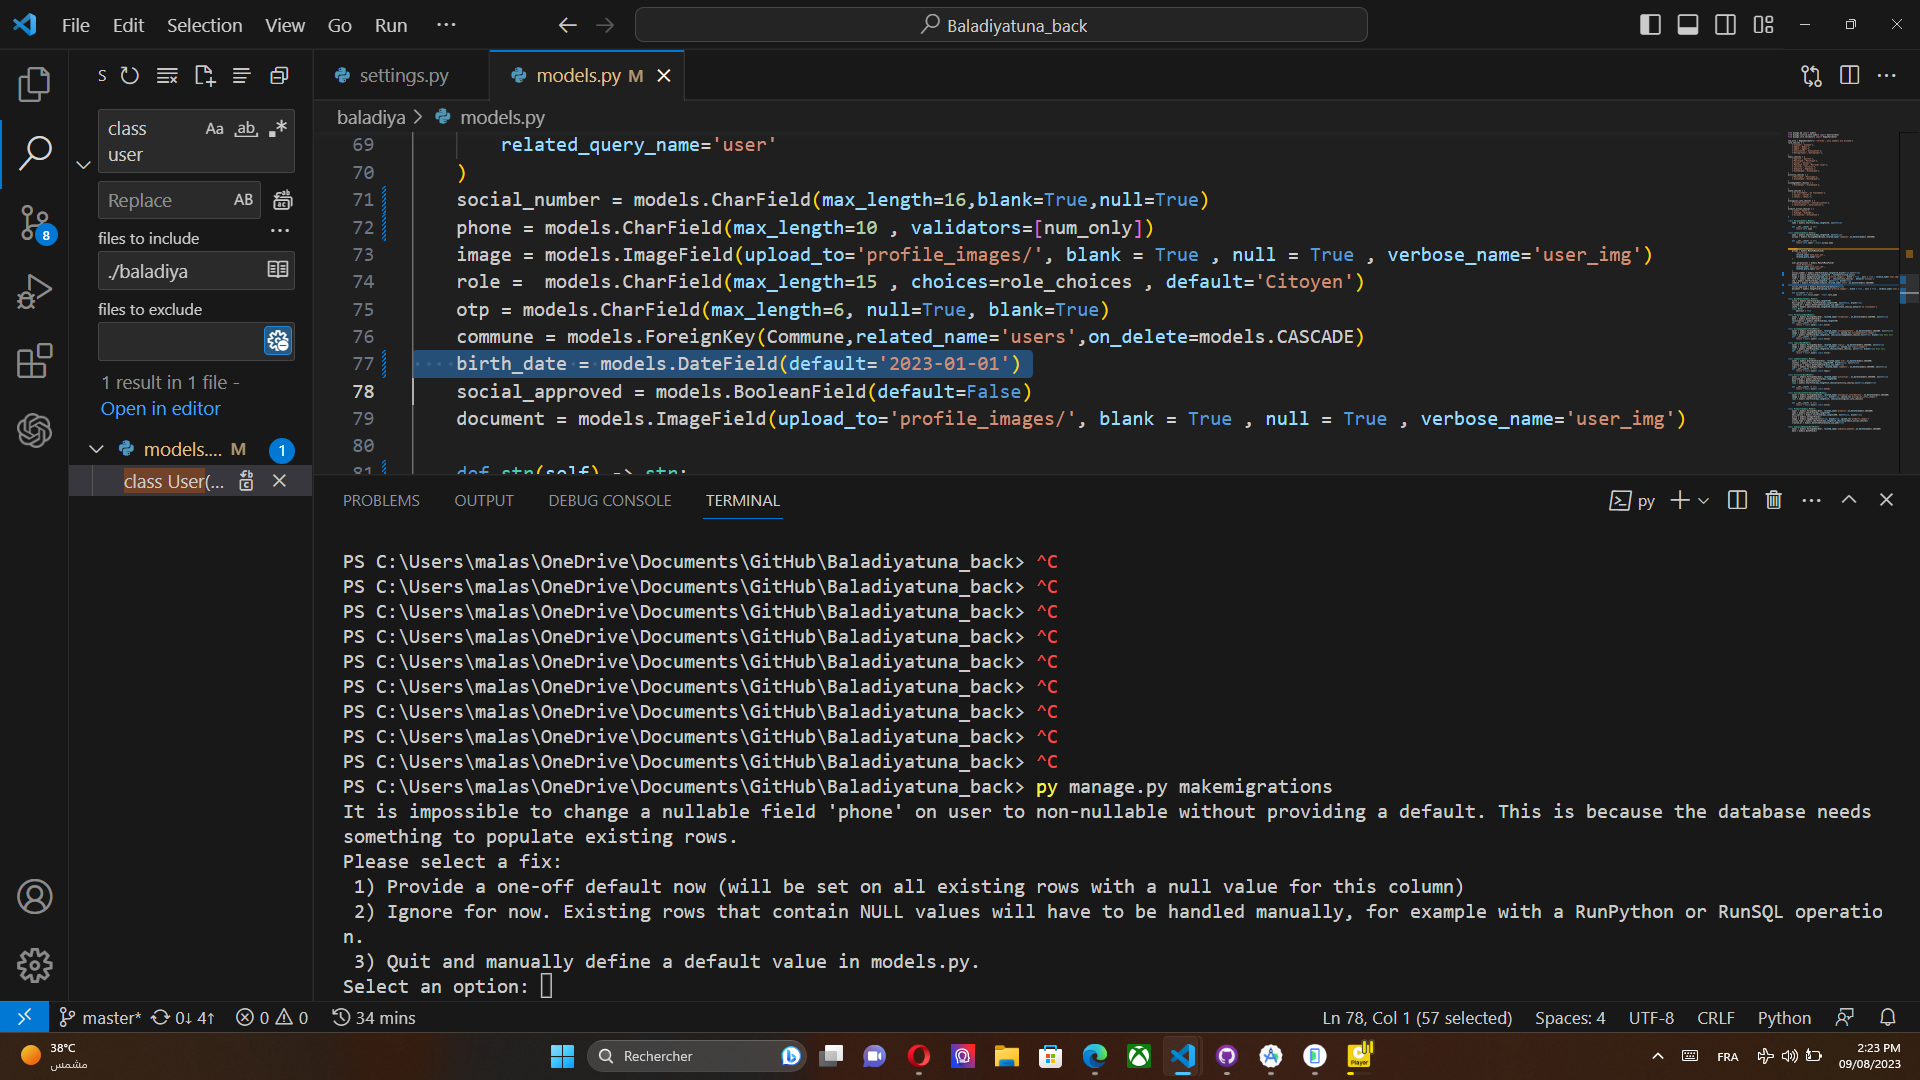 File Edit Selection View Go Run ···
Baladiyatuna_back
S
class
user
Aa ab .*
Replace
AB
files to include
./baladiya
files to exclude
1 result in 1 file -
Open in editor
models.... M 1
class User(...
8
settings.py
models.py M
baladiya > models.py
69 related_query_name='user'
70 )
71 social_number = models.CharField(max_length=16,blank=True,null=True)
72 phone = models.CharField(max_length=10 , validators=[num_only])
73 image = models.ImageField(upload_to='profile_images/', blank = True , null = True , verbose_name='user_img')
74 role =  models.CharField(max_length=15 , choices=role_choices , default='Citoyen')
75 otp = models.CharField(max_length=6, null=True, blank=True)
76 commune = models.ForeignKey(Commune,related_name='users',on_delete=models.CASCADE)
77 birth_date = models.DateField(default='2023-01-01')
78 social_approved = models.BooleanField(default=False)
79 document = models.ImageField(upload_to='profile_images/', blank = True , null = True , verbose_name='user_img')
80
81 def str(self) -> str:
PROBLEMS OUTPUT DEBUG CONSOLE TERMINAL
py
PS C:\Users\malas\OneDrive\Documents\GitHub\Baladiyatuna_back> ^C
PS C:\Users\malas\OneDrive\Documents\GitHub\Baladiyatuna_back> ^C
PS C:\Users\malas\OneDrive\Documents\GitHub\Baladiyatuna_back> ^C
PS C:\Users\malas\OneDrive\Documents\GitHub\Baladiyatuna_back> ^C
PS C:\Users\malas\OneDrive\Documents\GitHub\Baladiyatuna_back> ^C
PS C:\Users\malas\OneDrive\Documents\GitHub\Baladiyatuna_back> ^C
PS C:\Users\malas\OneDrive\Documents\GitHub\Baladiyatuna_back> ^C
PS C:\Users\malas\OneDrive\Documents\GitHub\Baladiyatuna_back> ^C
PS C:\Users\malas\OneDrive\Documents\GitHub\Baladiyatuna_back> ^C
PS C:\Users\malas\OneDrive\Documents\GitHub\Baladiyatuna_back> py manage.py makemigrations
It is impossible to change a nullable field 'phone' on user to non-nullable without providing a default. This is because the database needs
something to populate existing rows.
Please select a fix:
1) Provide a one-off default now (will be set on all existing rows with a null value for this column)
2) Ignore for now. Existing rows that contain NULL values will have to be handled manually, for example with a RunPython or RunSQL operatio
n.
3) Quit and manually define a default value in models.py.
Select an option:
master* 0↓ 4↑ 0 0 34 mins
Ln 78, Col 1 (57 selected) Spaces: 4 UTF-8 CRLF Python
38°C
مشمس
Rechercher
Player
FRA
2:23 PM
09/08/2023